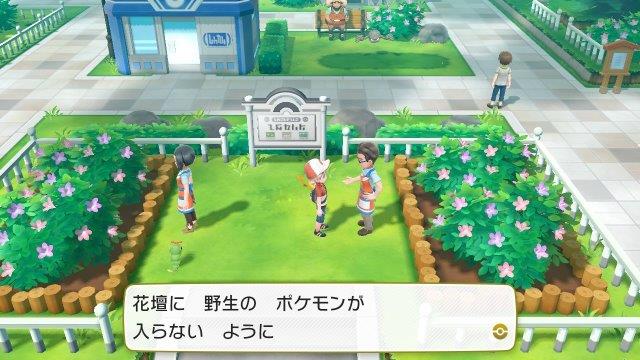 花壇に　野生の　ポケモンが
入らない　ように